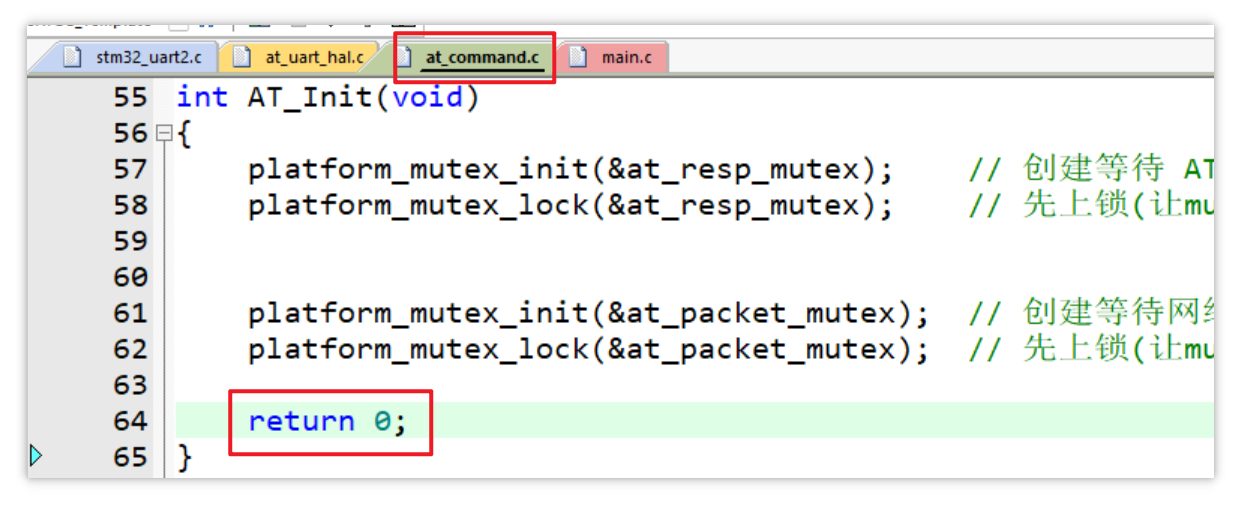 stm32_uart2.c at_uart_hal.c at_command.c main.c
55 int AT_Init(void)
56 {
57 platform_mutex_init(&at_resp_mutex); // 创建等待 AT
58 platform_mutex_lock(&at_resp_mutex); // 先上锁(让mu
59
60
61 platform_mutex_init(&at_packet_mutex); // 创建等待网
62 platform_mutex_lock(&at_packet_mutex); // 先上锁(让mu
63
64 return 0;
65 }